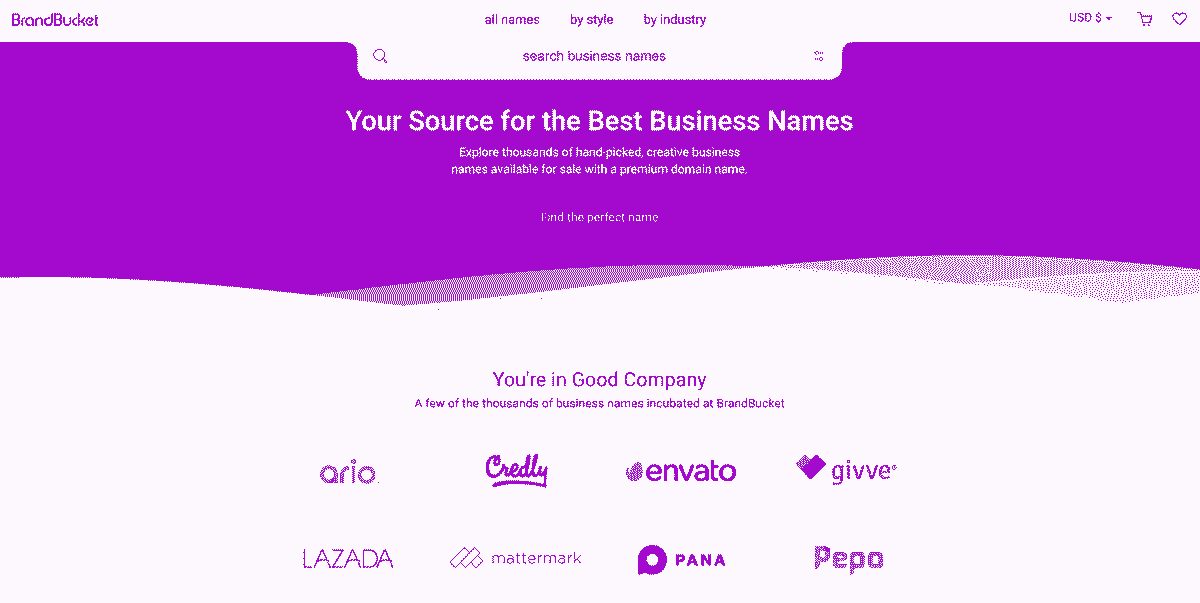 BrandBucket
all names by style by industry
USD $
search business names
Your Source for the Best Business Names
Explore thousands of hand-picked, creative business
names available for sale with a premium domain name.
Find the perfect name
You're in Good Company
A few of the thousands of business names incubated at BrandBucket
ario.
Credly
envato
givve®
LAZADA
mattermark
PANA
Pepo